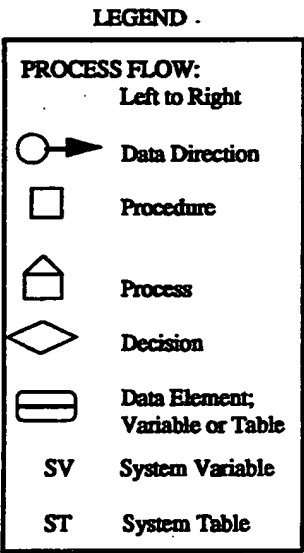 LEGEND
PROCESS FLOW:
Left to Right
Data Direction
Procedure
Process
Decision
Data Element;
Variable or Table
SV System Variable
ST System Table